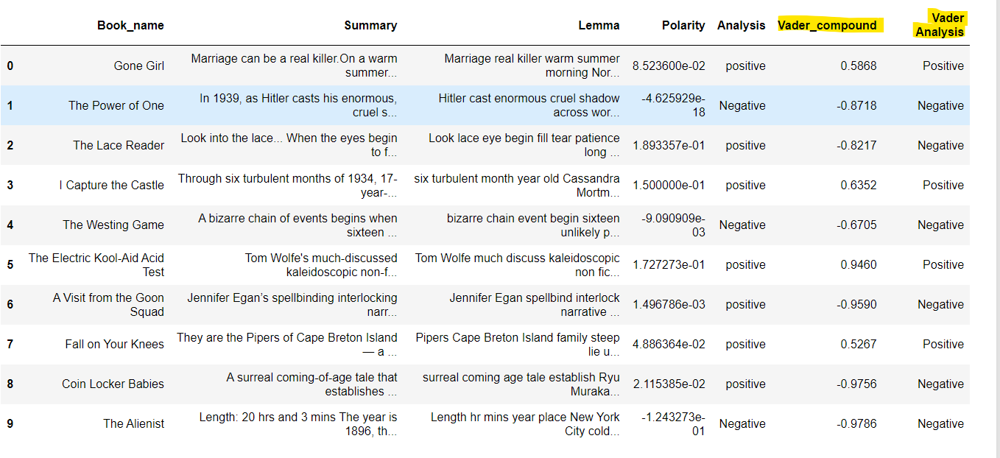 Book_name Summary Lemma Polarity Analysis Vader_compound Vader Analysis
0 Gone Girl Marriage can be a real killer.On a warm summer... Marriage real killer warm summer morning Nor... 8.523600e-02 positive 0.5868 Positive
1 The Power of One In 1939, as Hitler casts his enormous, cruel s... Hitler cast enormous cruel shadow across wor... -4.625929e-18 Negative -0.8718 Negative
2 The Lace Reader Look into the lace... When the eyes begin to f... Look lace eye begin fill tear patience long ... 1.893357e-01 positive -0.8217 Negative
3 I Capture the Castle Through six turbulent months of 1934, 17-year-... six turbulent month year old Cassandra Mortm... 1.500000e-01 positive 0.6352 Positive
4 The Westing Game A bizarre chain of events begins when sixteen ... bizarre chain event begin sixteen unlikely p... -9.090909e-03 Negative -0.6705 Negative
5 The Electric Kool-Aid Acid Test Tom Wolfe's much-discussed kaleidoscopic non-f... Tom Wolfe much discuss kaleidoscopic non fic... 1.727273e-01 positive 0.9460 Positive
6 A Visit from the Goon Squad Jennifer Egan’s spellbinding interlocking narr... Jennifer Egan spellbind interlock narrative ... 1.496786e-03 positive -0.9590 Negative
7 Fall on Your Knees They are the Pipers of Cape Breton Island — a ... Pipers Cape Breton Island family steep lie u... 4.886364e-02 positive 0.5267 Positive
8 Coin Locker Babies A surreal coming-of-age tale that establishes ... surreal coming age tale establish Ryu Muraka... 2.115385e-02 positive -0.9756 Negative
9 The Alienist Length: 20 hrs and 3 mins The year is 1896, th... Length hr mins year place New York City cold... -1.243273e-01 Negative -0.9786 Negative